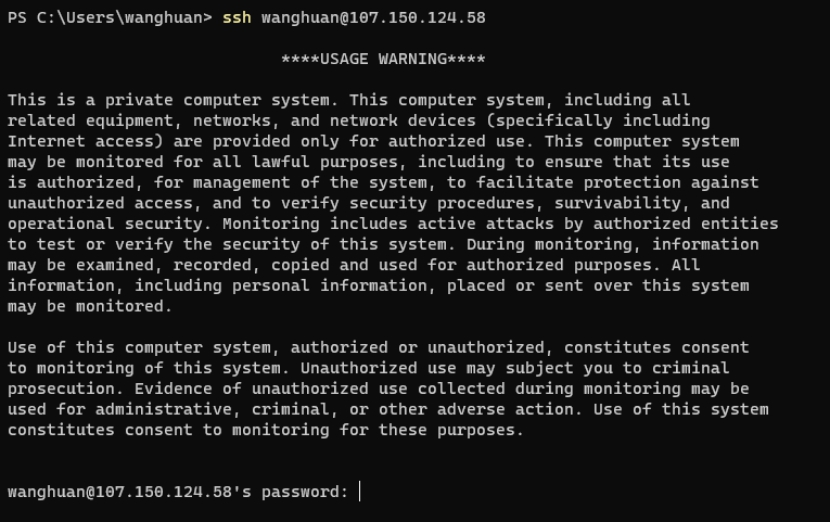 PS C:\Users\wanghuan> ssh wanghuan@107.150.124.58
****USAGE WARNING****
This is a private computer system. This computer system, including all
related equipment, networks, and network devices (specifically including
Internet access) are provided only for authorized use. This computer system
may be monitored for all lawful purposes, including to ensure that its use
is authorized, for management of the system, to facilitate protection against
unauthorized access, and to verify security procedures, survivability, and
operational security. Monitoring includes active attacks by authorized entities
to test or verify the security of this system. During monitoring, information
may be examined, recorded, copied and used for authorized purposes. All
information, including personal information, placed or sent over this system
may be monitored.
Use of this computer system, authorized or unauthorized, constitutes consent
to monitoring of this system. Unauthorized use may subject you to criminal
prosecution. Evidence of unauthorized use collected during monitoring may be
used for administrative, criminal, or other adverse action. Use of this system
constitutes consent to monitoring for these purposes.
wanghuan@107.150.124.58's password: